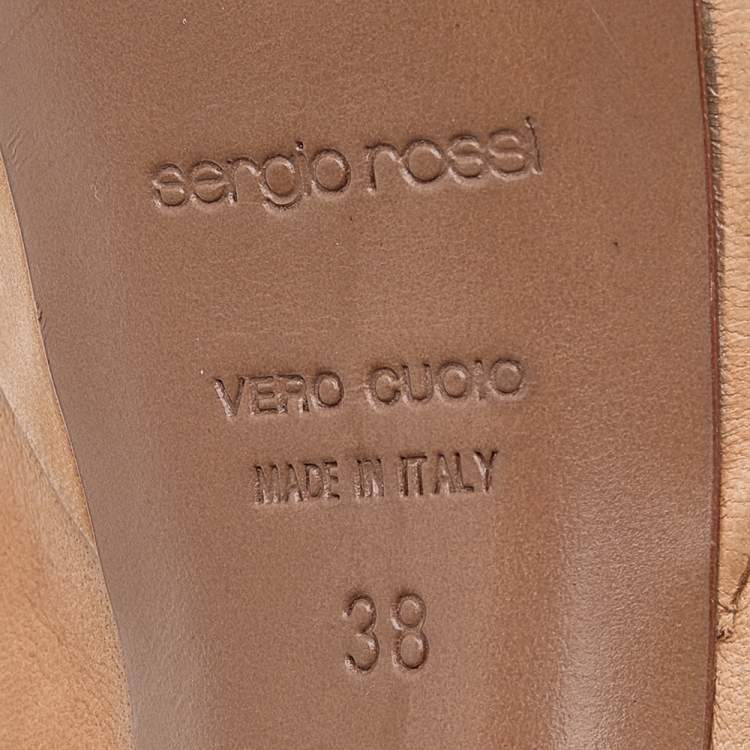 sergio rossi
VERO CUOIO
MADE IN ITALY
38